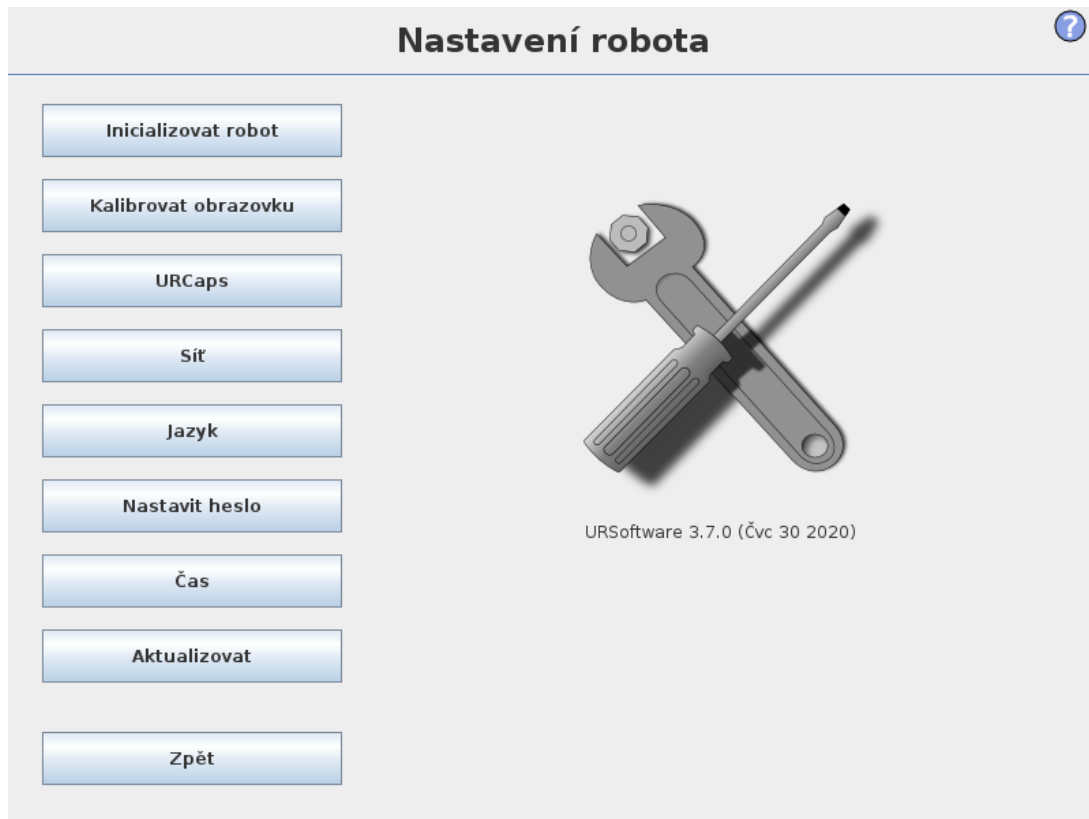 Nastavení robota
?
Inicializovat robot
Kalibrovat obrazovku
URCaps
Síť
Jazyk
Nastavit heslo
Čas
Aktualizovat
Zpět
URSoftware 3.7.0 (Čvc 30 2020)